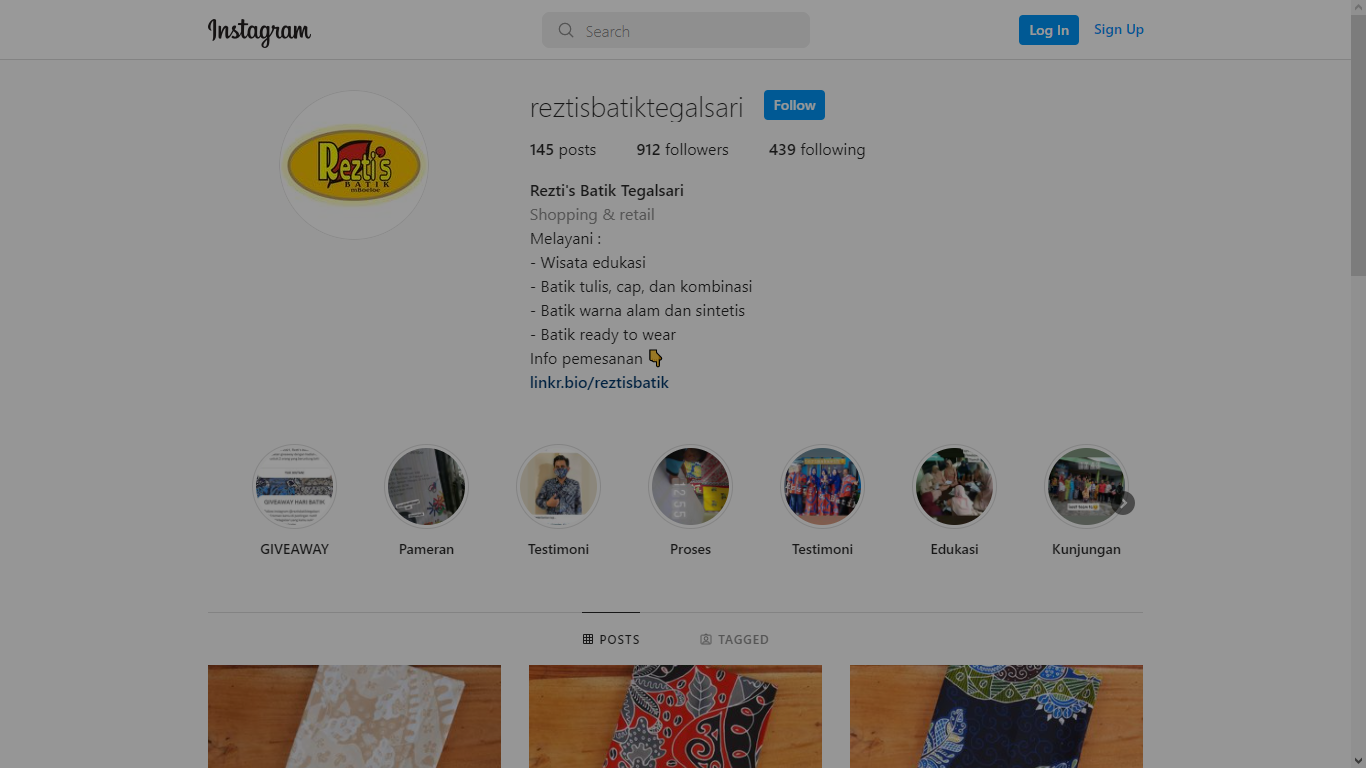 Instagram
Search
Log In
Sign Up
Rezti's
BATIK
reztisbatiktegalsari
Follow
145 posts
912 followers
439 following
Rezti's Batik Tegalsari
Shopping & retail
Melayani :
- Wisata edukasi
- Batik tulis, cap, dan kombinasi
- Batik warna alam dan sintetis
- Batik ready to wear
Info pemesanan 👇
linkr.bio/reztisbatik
GIVEAWAY HARI BATIK
12 55
GIVEAWAY
Pameran
Testimoni
Proses
Testimoni
Edukasi
Kunjungan
POSTS
TAGGED